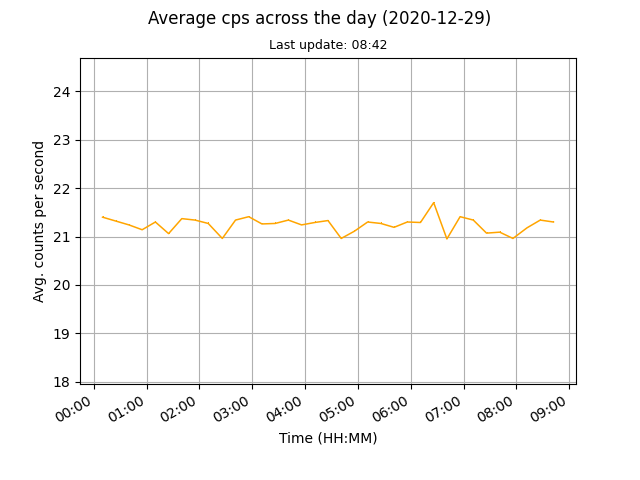 Average cps across the day (2020-12-29)
Last update: 08:42
24
23
22
21
20
19
18
Avg. counts per second
00:00 01:00 02:00 03:00 04:00 05:00 06:00 07:00 08:00 09:00
Time (HH:MM)